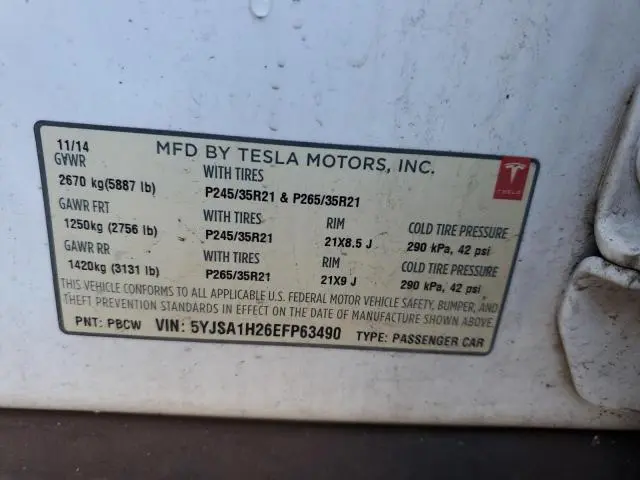 11/14 MFD BY TESLA MOTORS, INC.
GVWR WITH TIRES
2670 kg(5887 lb) P245/35R21 & P265/35R21
GAWR FRT WITH TIRES RIM COLD TIRE PRESSURE
1250kg (2756 lb) P245/35R21 21X8.5 J 290 kPa, 42 psi
GAWR RR WITH TIRES RIM COLD TIRE PRESSURE
1420kg (3131 lb) P265/35R21 21X9 J 290 kPa, 42 psi
THIS VEHICLE CONFORMS TO ALL APPLICABLE U.S. FEDERAL MOTOR VEHICLE SAFETY, BUMPER, AND
THEFT PREVENTION STANDARDS IN EFFECT ON THE DATE OF MANUFACTURE SHOWN ABOVE.
PNT: PBCW VIN: 5YJSA1H26EFP63490 TYPE: PASSENGER CAR
TESLA